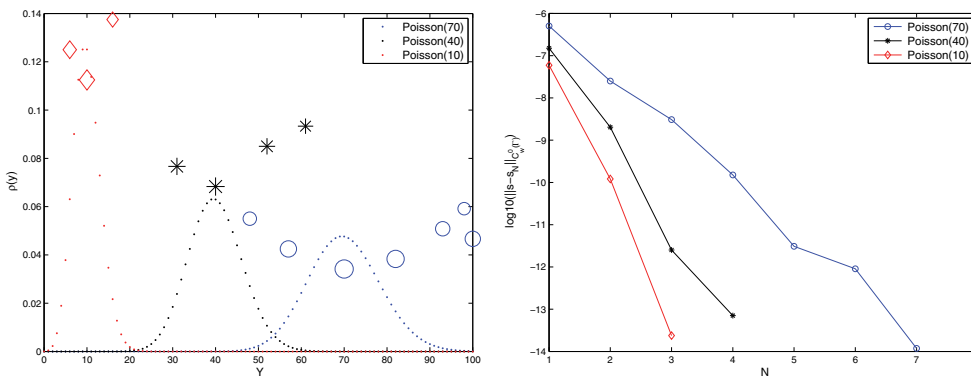 0.14
0.12
0.1
0.08
0.06
0.04
0.02
0
ρ(y)
0 10 20 30 40 50 60 70 80 90 100
Y
Poisson(70)
Poisson(40)
Poisson(10)
-6
-7
-8
-9
-10
-11
-12
-13
-14
log10(||s-s_N||_{C^0_w(Γ)})
1 2 3 4 5 6 7
N
Poisson(70)
Poisson(40)
Poisson(10)